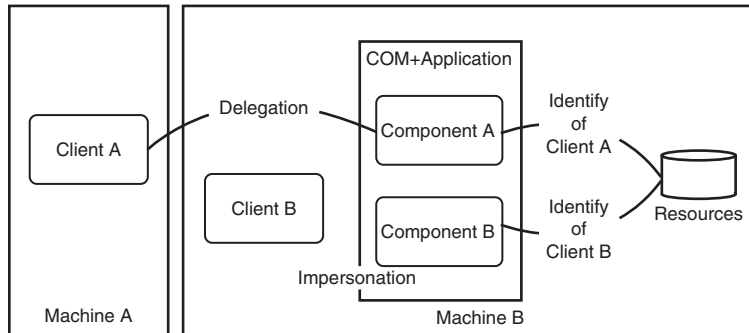 COM+Application
Delegation
Client A
Component A
Identify
of
Client A
Client B
Component B
Identify
of
Client B
Resources
Impersonation
Machine A
Machine B